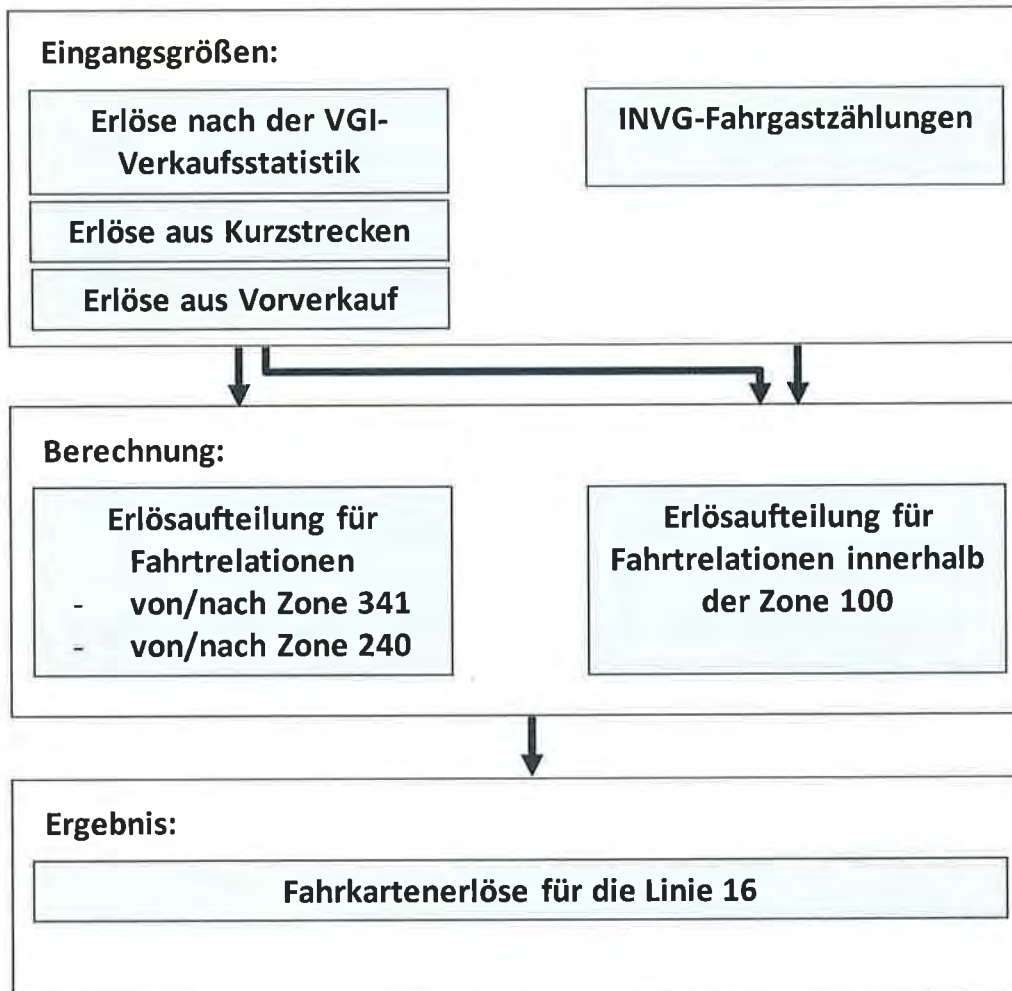 Eingangsgrößen:
Erlöse nach der VGI-
Verkaufsstatistik
INVG-Fahrgastzählungen
Erlöse aus Kurzstrecken
Erlöse aus Vorverkauf
Berechnung:
Erlösaufteilung für
Fahrtrelationen
- von/nach Zone 341
- von/nach Zone 240
Erlösaufteilung für
Fahrtrelationen innerhalb
der Zone 100
Ergebnis:
Fahrkartenerlöse für die Linie 16